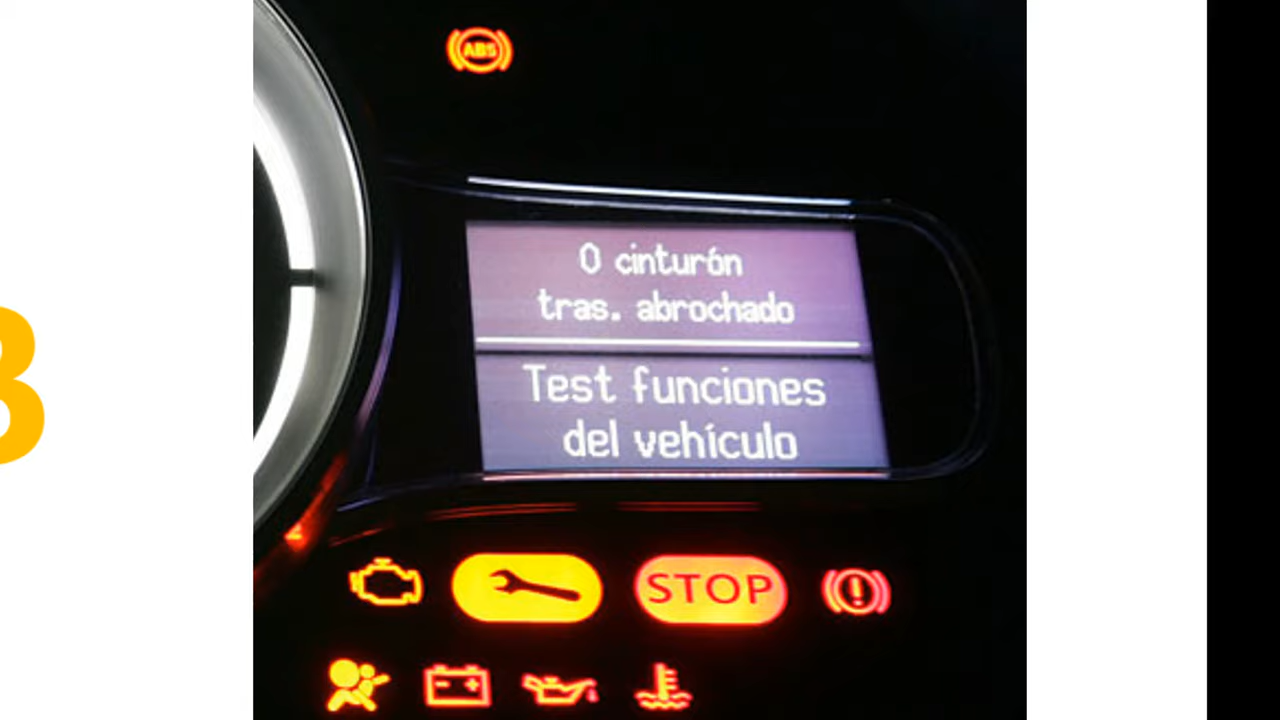 ABS
0 cinturón
tras. abrochado
Test funciones
del vehículo
STOP